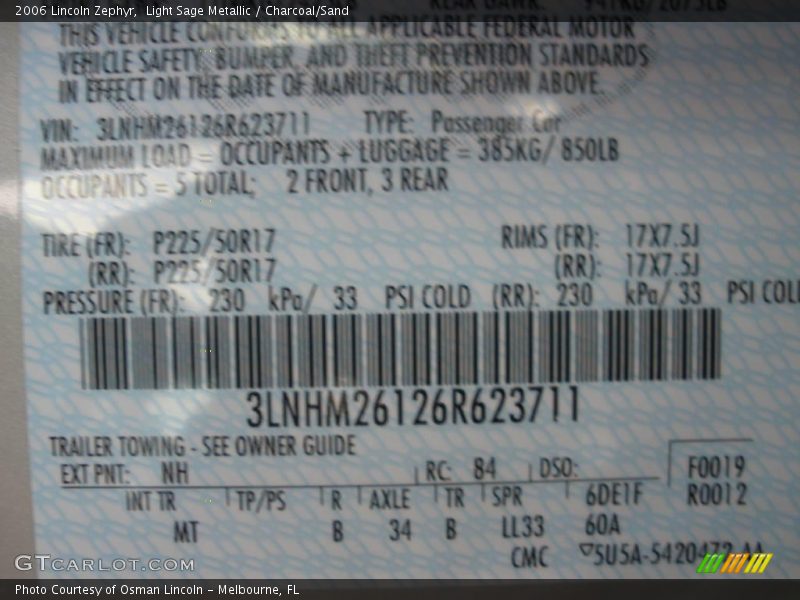 2006 Lincoln Zephyr,  Light Sage Metallic / Charcoal/Sand
THIS VEHICLE CONFORMS TO ALL APPLICABLE FEDERAL MOTOR
VEHICLE SAFETY, BUMPER, AND THEFT PREVENTION STANDARDS
IN EFFECT ON THE DATE OF MANUFACTURE SHOWN ABOVE.
VIN: 3LNHM26126R623711 TYPE: Passenger Car
MAXIMUM LOAD = OCCUPANTS + LUGGAGE = 385KG/ 850LB
OCCUPANTS = 5 TOTAL; 2 FRONT, 3 REAR
TIRE (FR): P225/50R17 RIMS (FR): 17X7.5J
(RR): P225/50R17 (RR): 17X7.5J
PRESSURE (FR): 230 kPa/ 33 PSI COLD (RR): 230 kPa/ 33 PSI COL
3LNHM26126R623711
TRAILER TOWING - SEE OWNER GUIDE
EXT PNT: NH RC: 84 DSO: F0019
INT TR TP/PS R AXLE TR SPR 6DE1F R0012
MT B 34 B LL33 60A
CMC 5U5A-5420472-AA
GTCARLOT.COM
Photo Courtesy of Osman Lincoln – Melbourne, FL